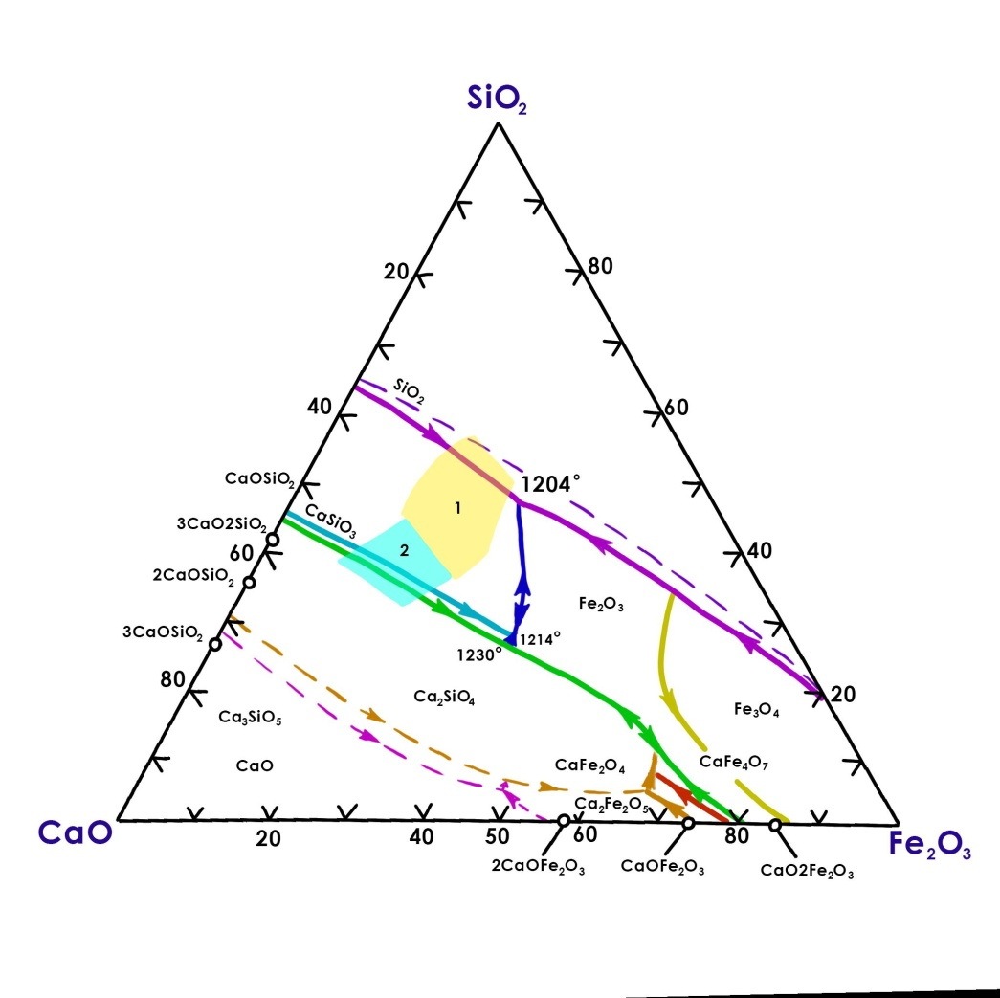 SiO₂
20
80
SiO₂
40
60
CaOSiO₂
1204°
CaSiO₃
3CaO2SiO₂
1
2
60
40
2CaOSiO₂
Fe₂O₃
3CaOSiO₂
1214°
1230°
80
Ca₂SiO₄
20
Ca₃SiO₅
Fe₃O₄
CaO
CaFe₂O₄
CaFe₄O₇
Ca₂Fe₂O₅
CaO
20
40
50
60
80
Fe₂O₃
2CaOFe₂O₃
CaOFe₂O₃
CaO2Fe₂O₃